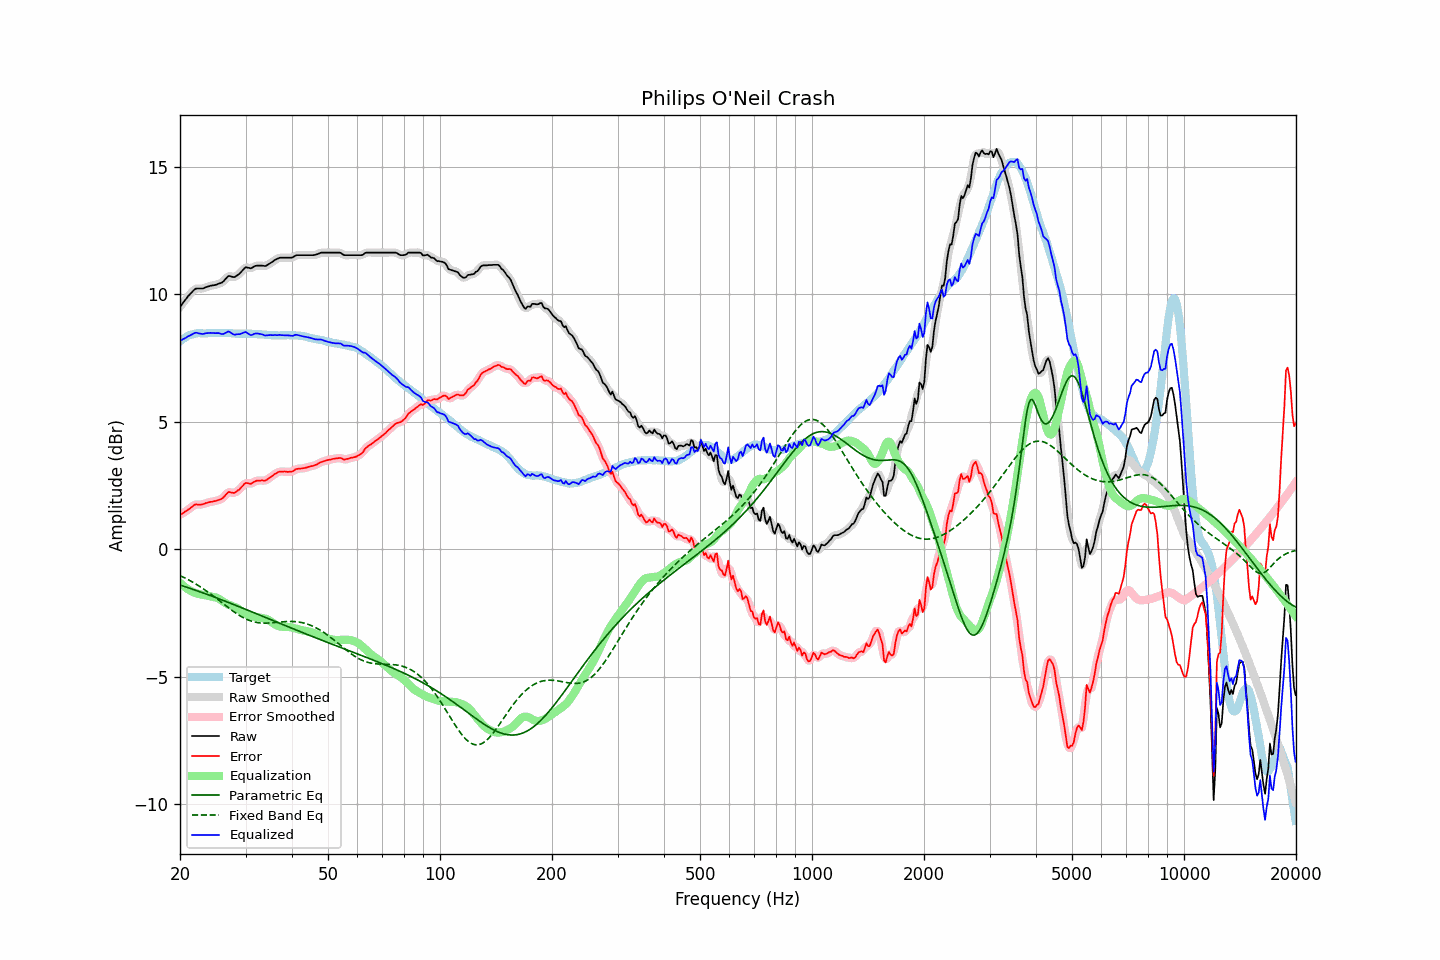 Philips O'Neil Crash
Amplitude (dBr)
15
10
5
0
−5
−10
Target
Raw Smoothed
Error Smoothed
Raw
Error
Equalization
Parametric Eq
Fixed Band Eq
Equalized
20
50
100
200
500
1000
2000
5000
10000
20000
Frequency (Hz)